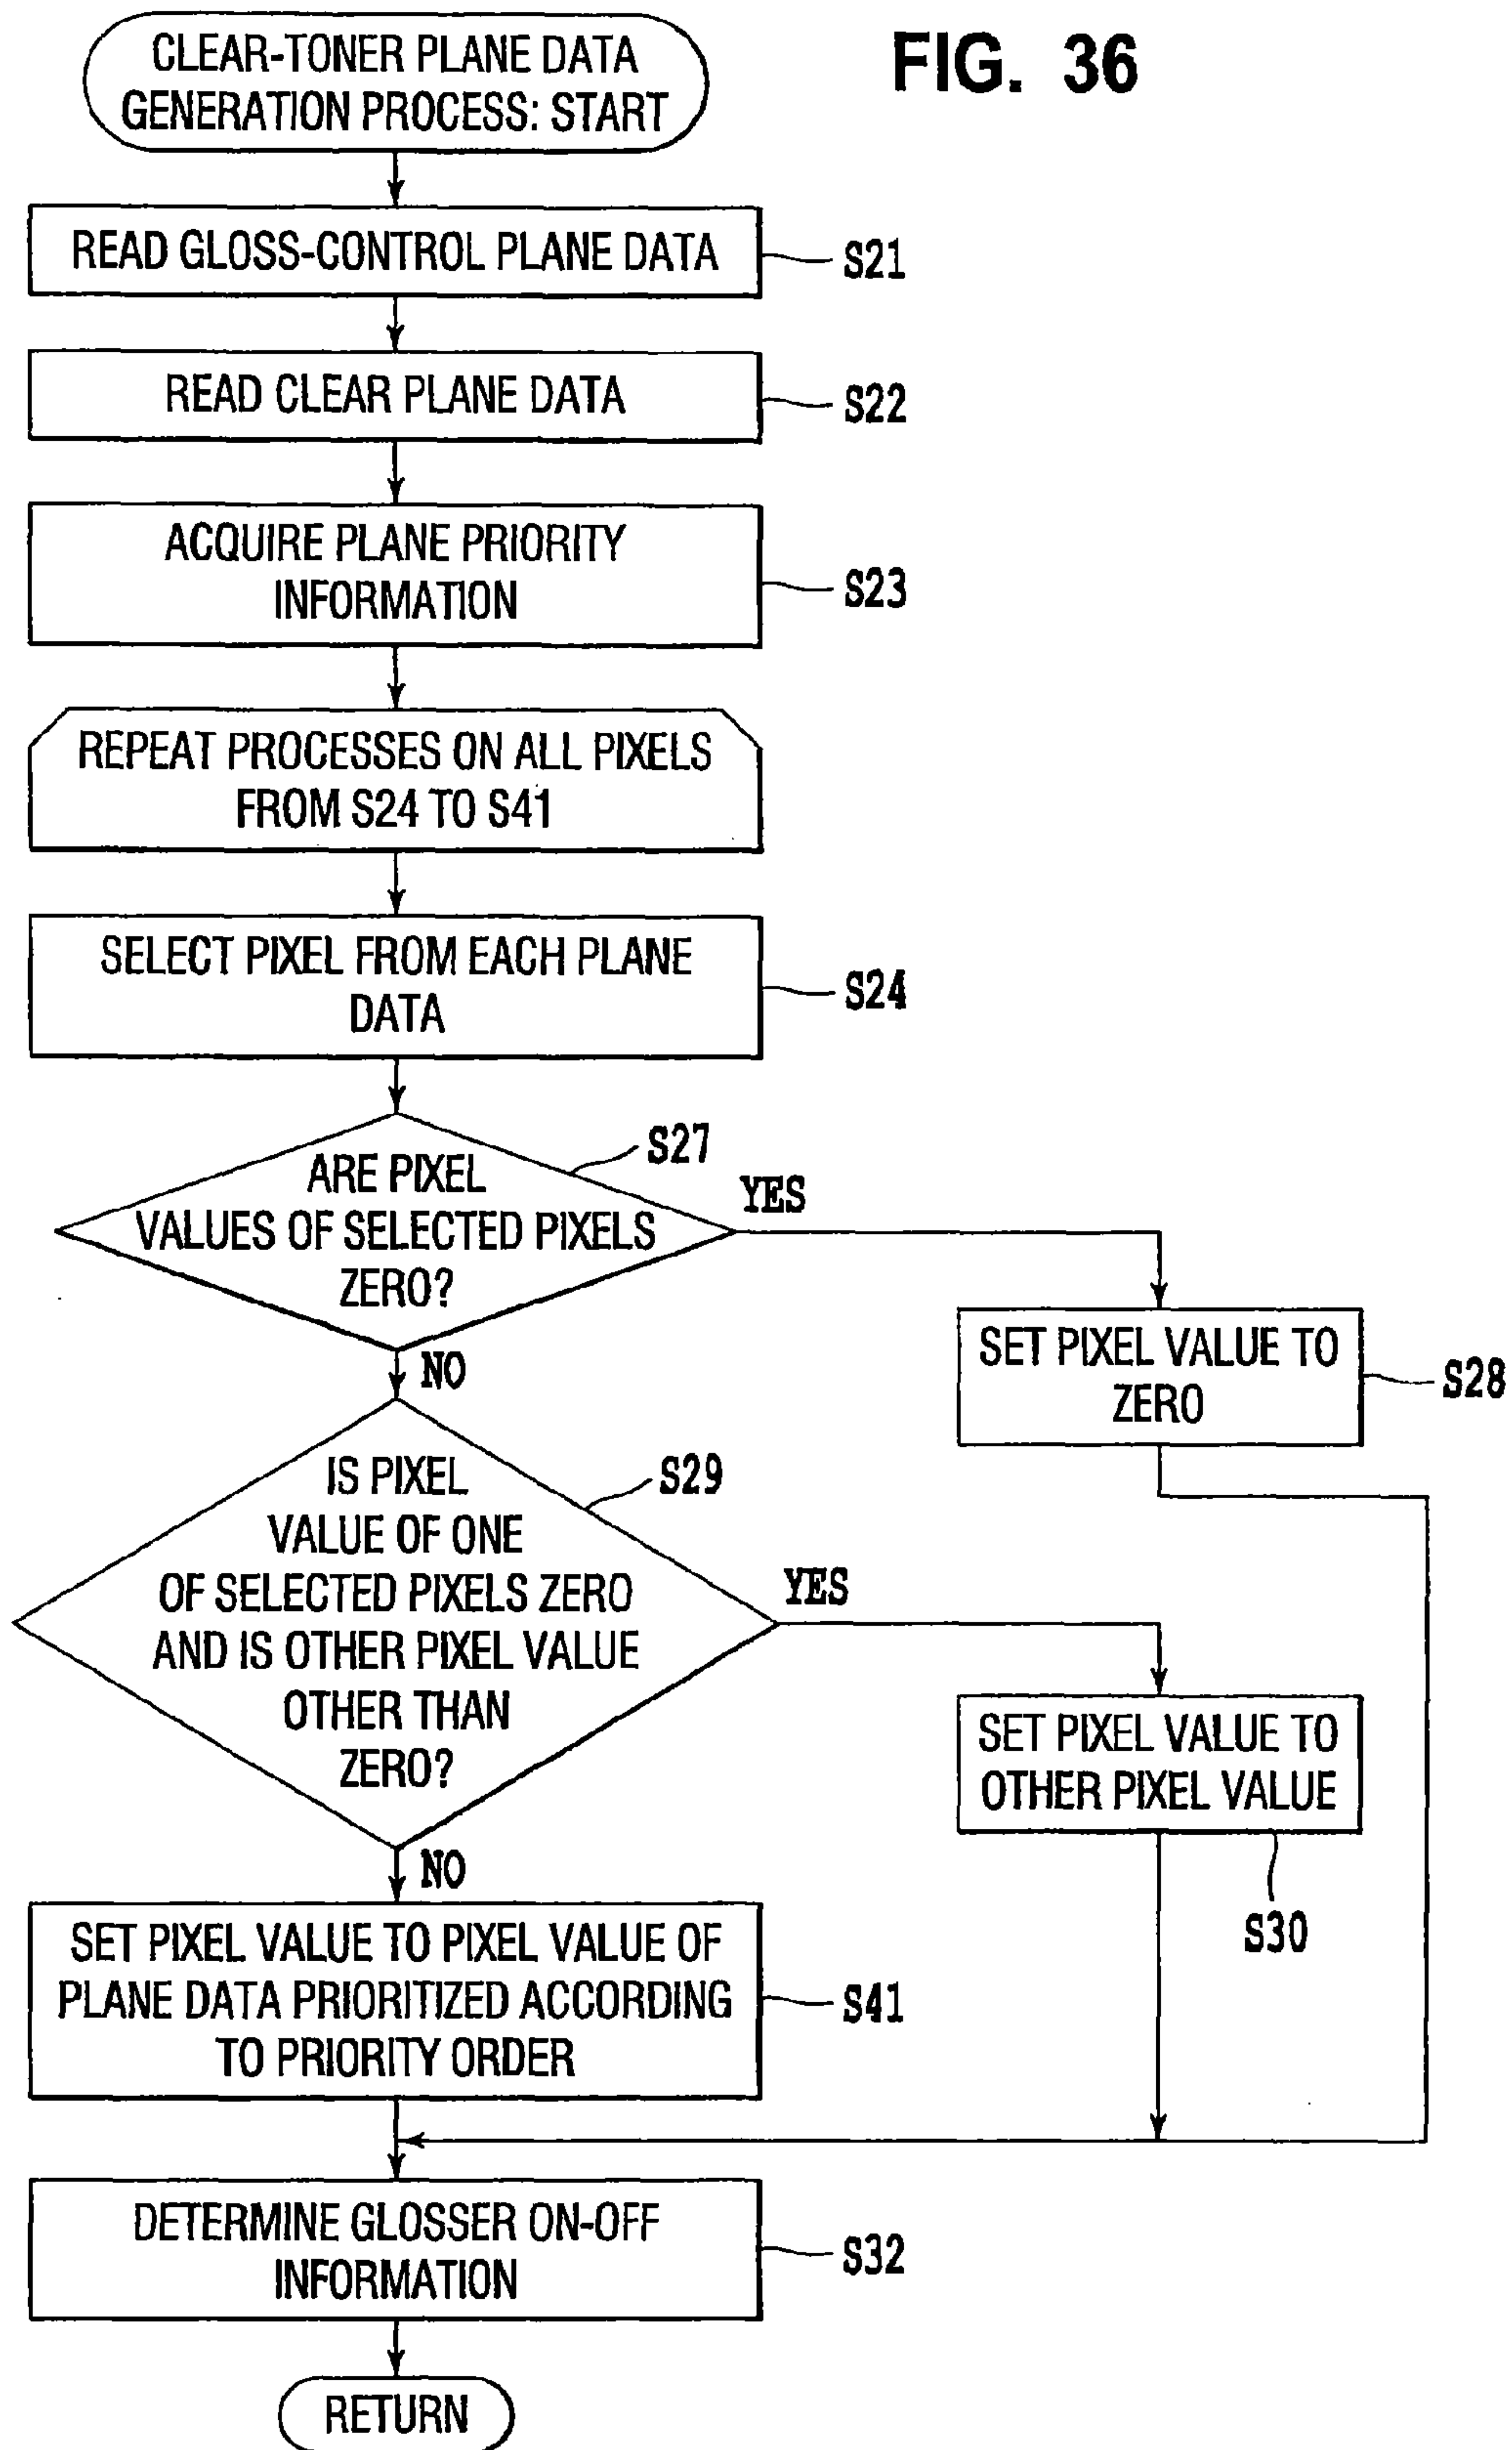 FIG. 36
CLEAR-TONER PLANE DATA
GENERATION PROCESS: START
READ GLOSS-CONTROL PLANE DATA
S21
READ CLEAR PLANE DATA
S22
ACQUIRE PLANE PRIORITY
INFORMATION
S23
REPEAT PROCESSES ON ALL PIXELS
FROM S24 TO S41
SELECT PIXEL FROM EACH PLANE
DATA
S24
ARE PIXEL
VALUES OF SELECTED PIXELS
ZERO?
S27
YES
SET PIXEL VALUE TO
ZERO
S28
NO
IS PIXEL
VALUE OF ONE
OF SELECTED PIXELS ZERO
AND IS OTHER PIXEL VALUE
OTHER THAN
ZERO?
S29
YES
SET PIXEL VALUE TO
OTHER PIXEL VALUE
S30
NO
SET PIXEL VALUE TO PIXEL VALUE OF
PLANE DATA PRIORITIZED ACCORDING
TO PRIORITY ORDER
S41
DETERMINE GLOSSER ON-OFF
INFORMATION
S32
RETURN